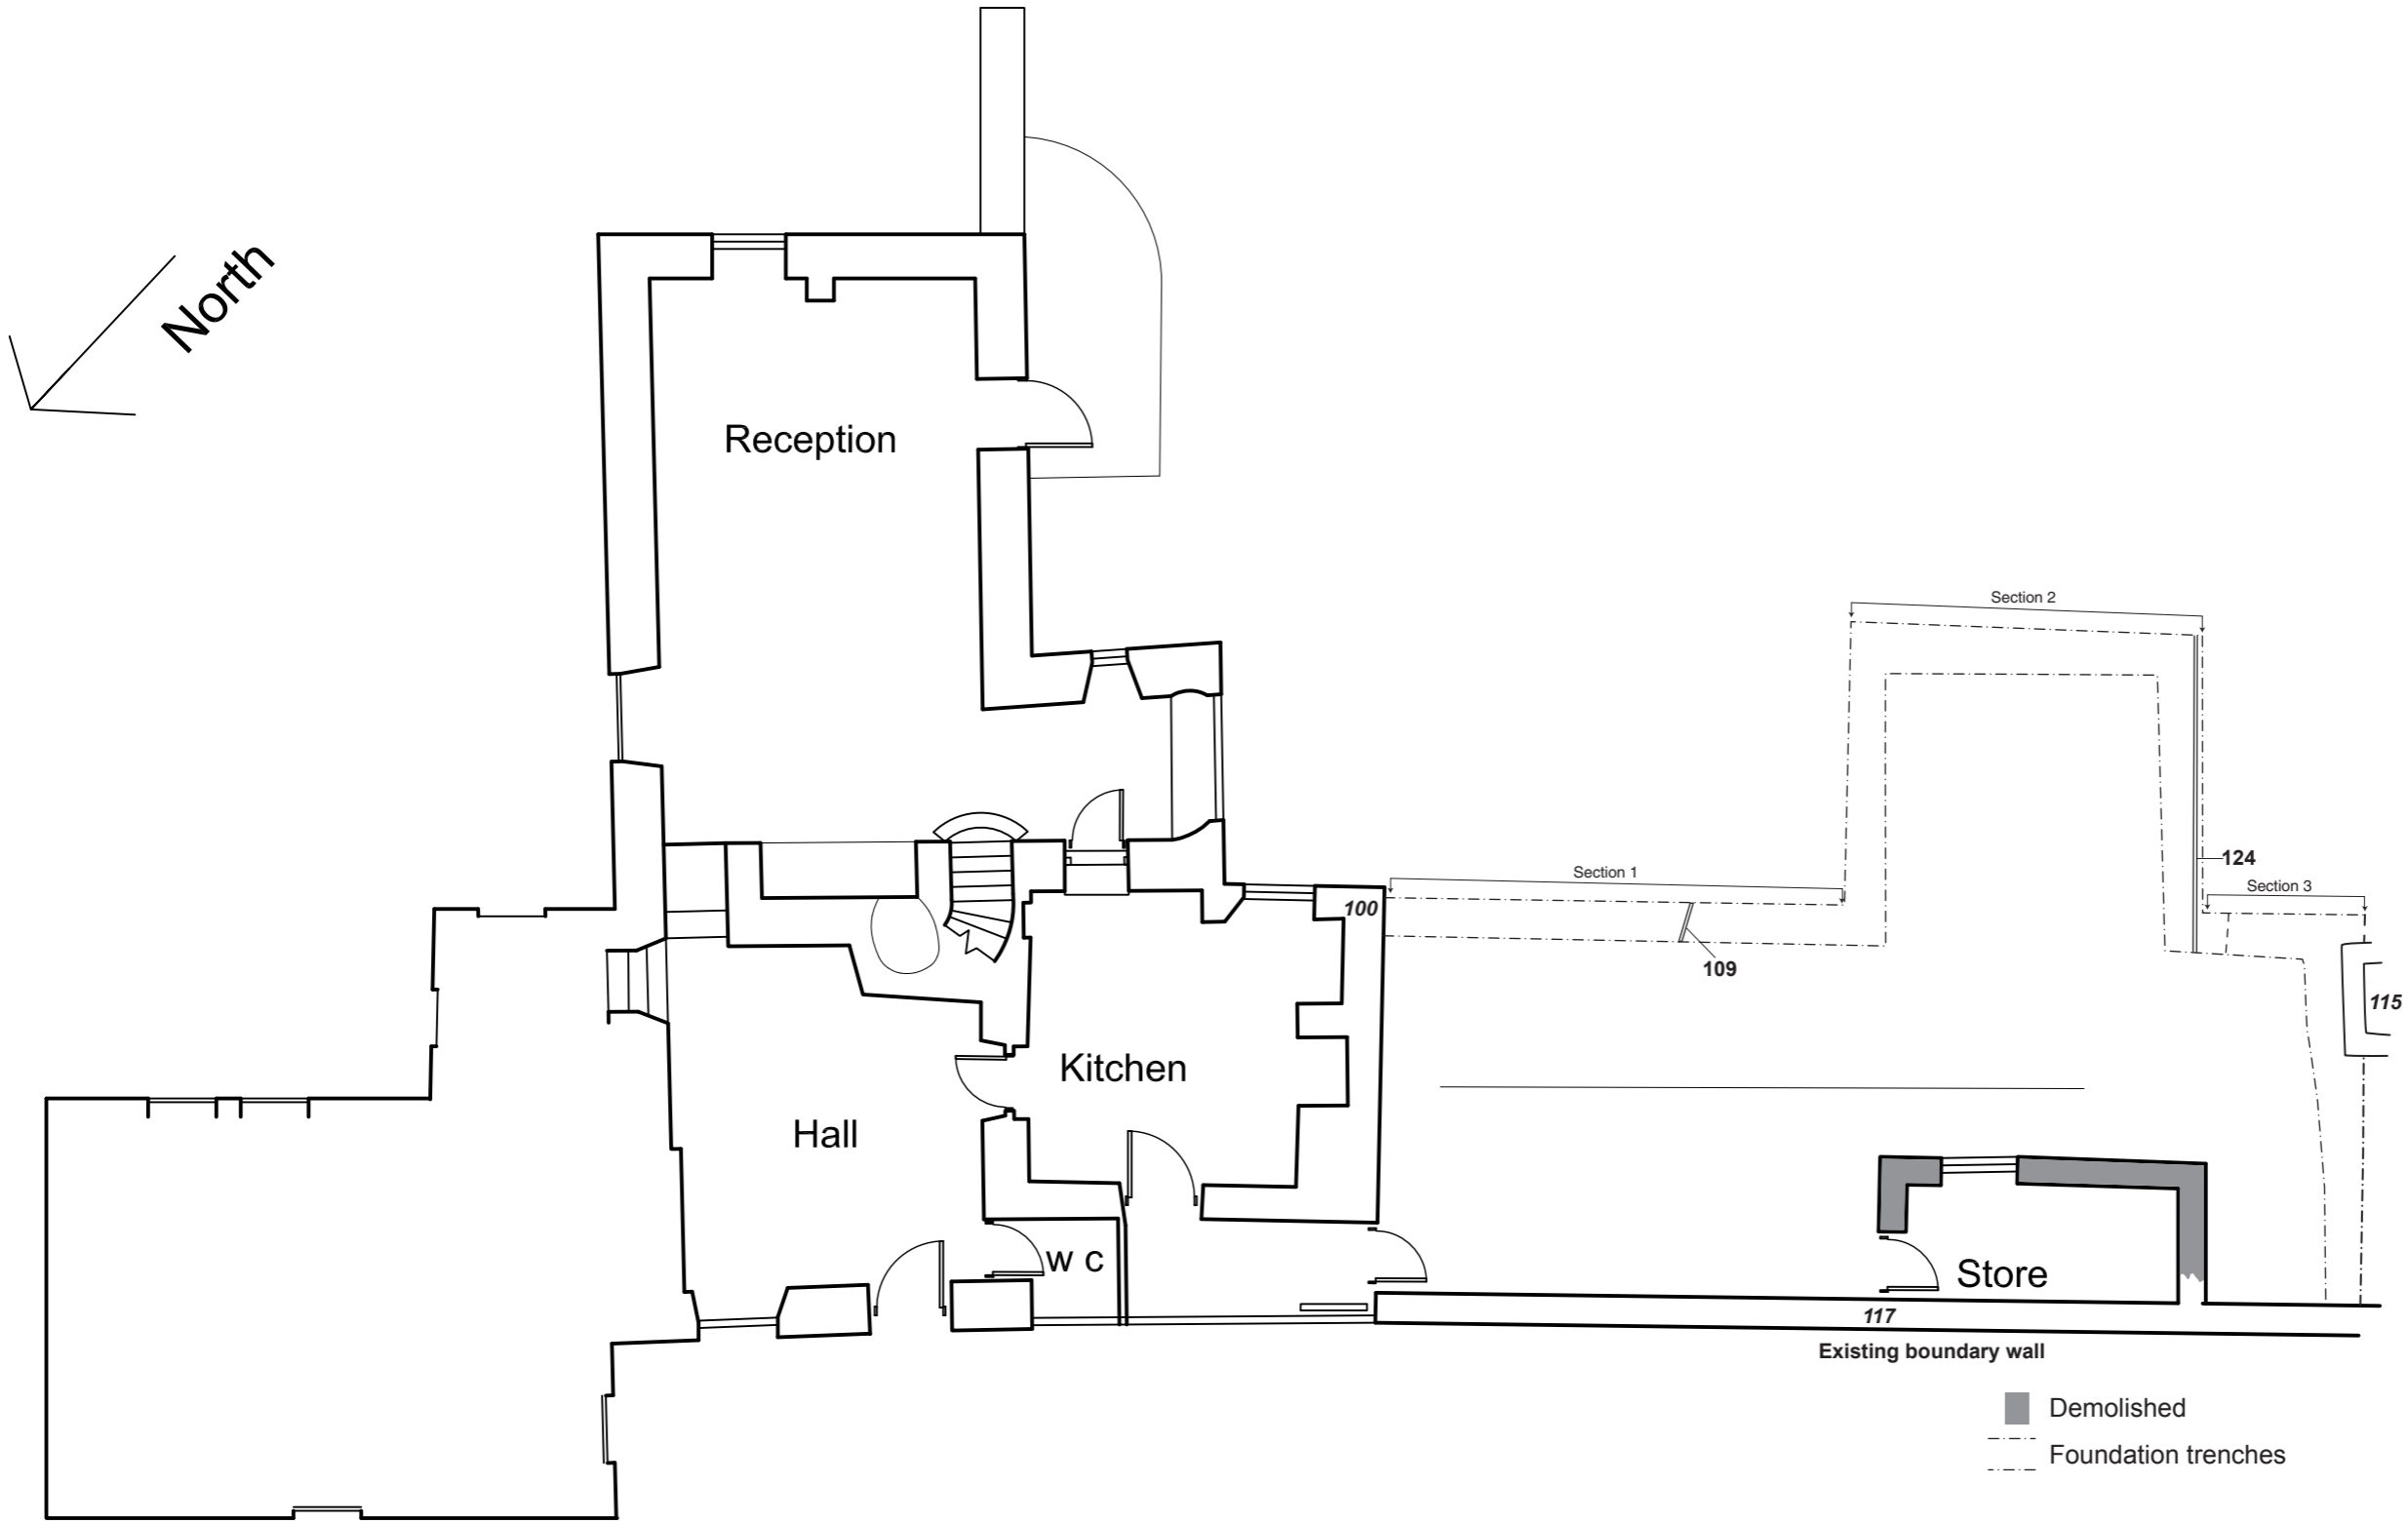 North
Reception
Section 2
124
Section 1
Section 3
100
109
115
Kitchen
Hall
w c
Store
117
Existing boundary wall
Demolished
Foundation trenches